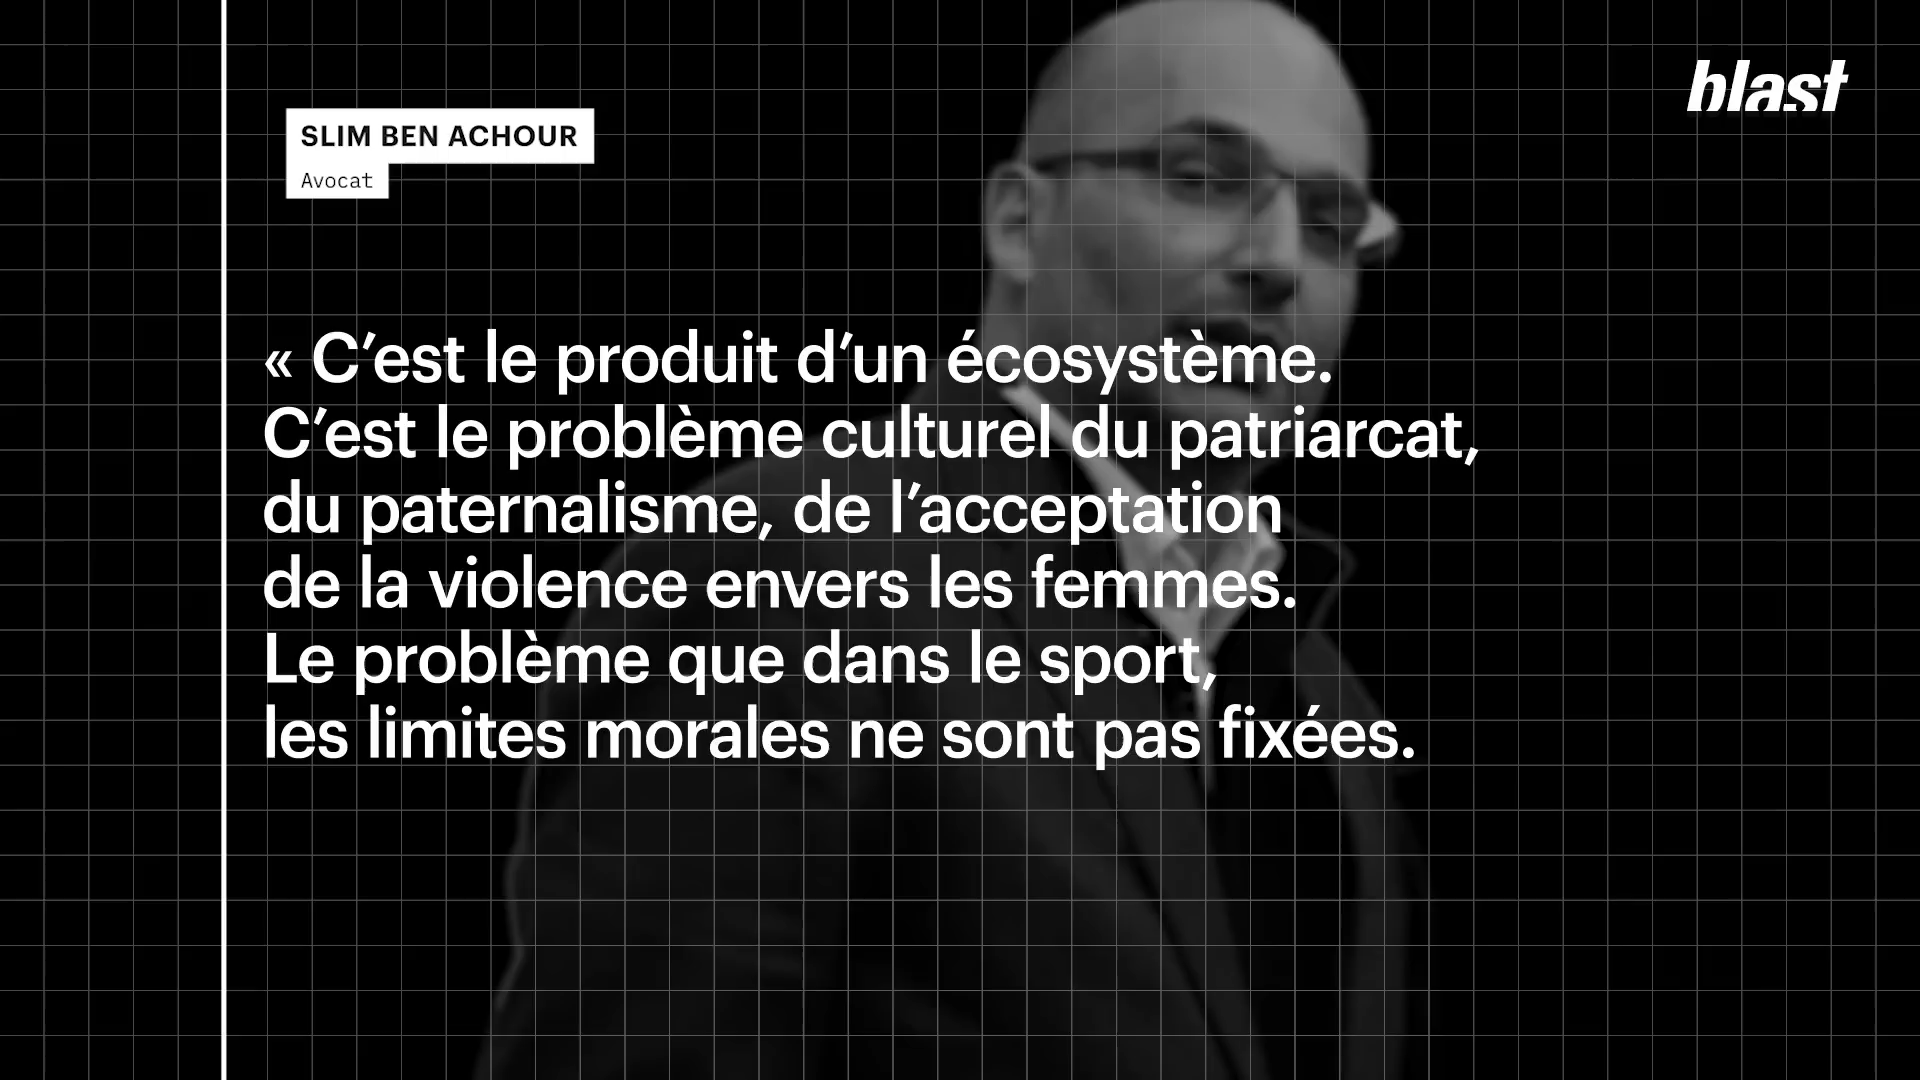 blast
SLIM BEN ACHOUR
Avocat
« C’est le produit d’un écosystème.
C’est le problème culturel du patriarcat,
du paternalisme, de l’acceptation
de la violence envers les femmes.
Le problème que dans le sport,
les limites morales ne sont pas fixées.